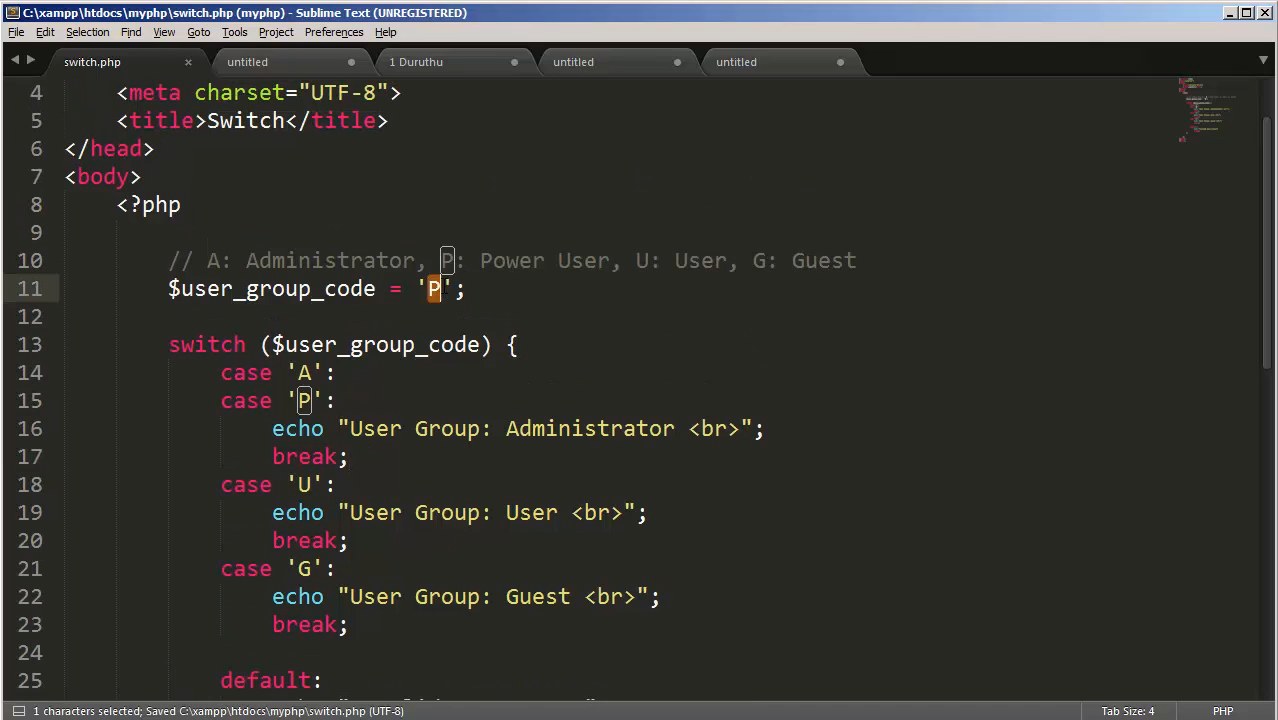 C:\xampp\htdocs\myphp\switch.php (myphp) - Sublime Text (UNREGISTERED)
File Edit Selection Find View Goto Tools Project Preferences Help
switch.php × untitled 1 Duruthu untitled untitled
4 <meta charset="UTF-8">
5 <title>Switch</title>
6 </head>
7 <body>
8 <?php
9
10 // A: Administrator, P: Power User, U: User, G: Guest
11 $user_group_code = 'P';
12
13 switch ($user_group_code) {
14 case 'A':
15 case 'P':
16 echo "User Group: Administrator <br>";
17 break;
18 case 'U':
19 echo "User Group: User <br>";
20 break;
21 case 'G':
22 echo "User Group: Guest <br>";
23 break;
24
25 default:
1 characters selected; Saved C:\xampp\htdocs\myphp\switch.php (UTF-8) Tab Size: 4 PHP